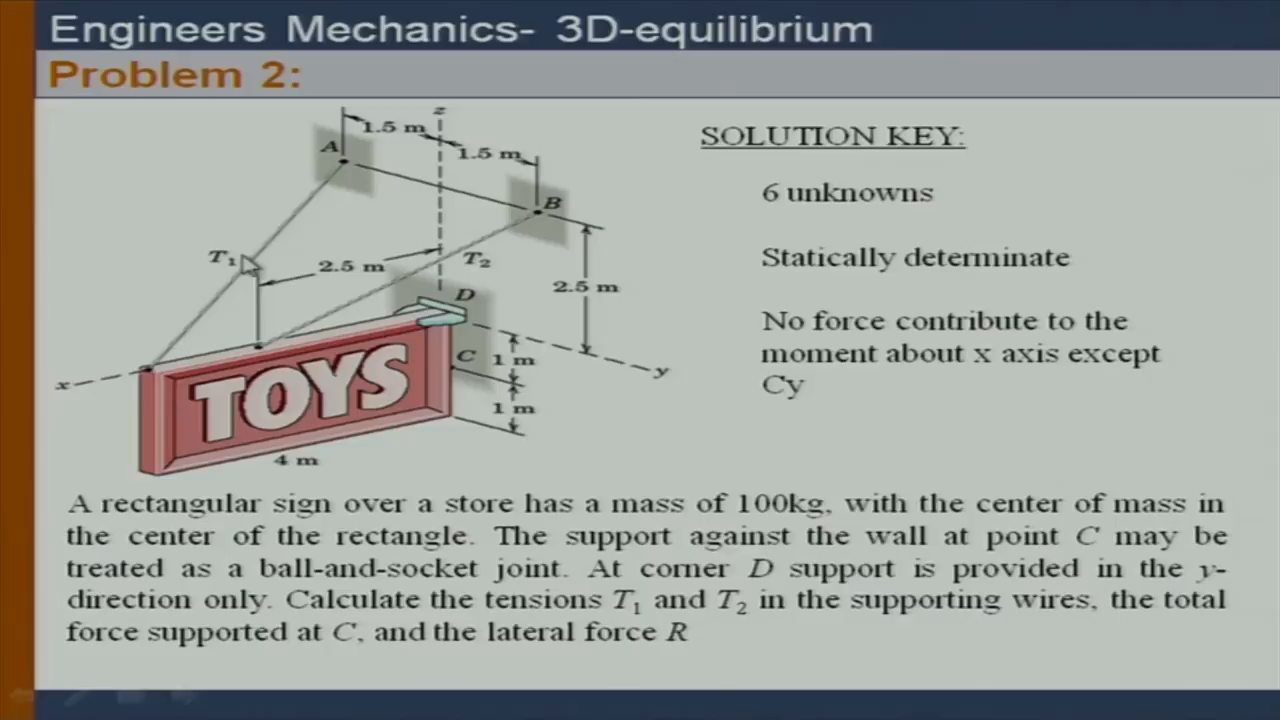 Engineers Mechanics- 3D-equilibrium
Problem 2:
z
1.5 m
1.5 m
A
B
T1
2.5 m
T2
2.5 m
D
C
1 m
x
y
TOYS
1 m
4 m
SOLUTION KEY:
6 unknowns
Statically determinate
No force contribute to the
moment about x axis except
Cy
A rectangular sign over a store has a mass of 100kg, with the center of mass in
the center of the rectangle. The support against the wall at point C may be
treated as a ball-and-socket joint. At corner D support is provided in the y-
direction only. Calculate the tensions T1 and T2 in the supporting wires, the total
force supported at C, and the lateral force R